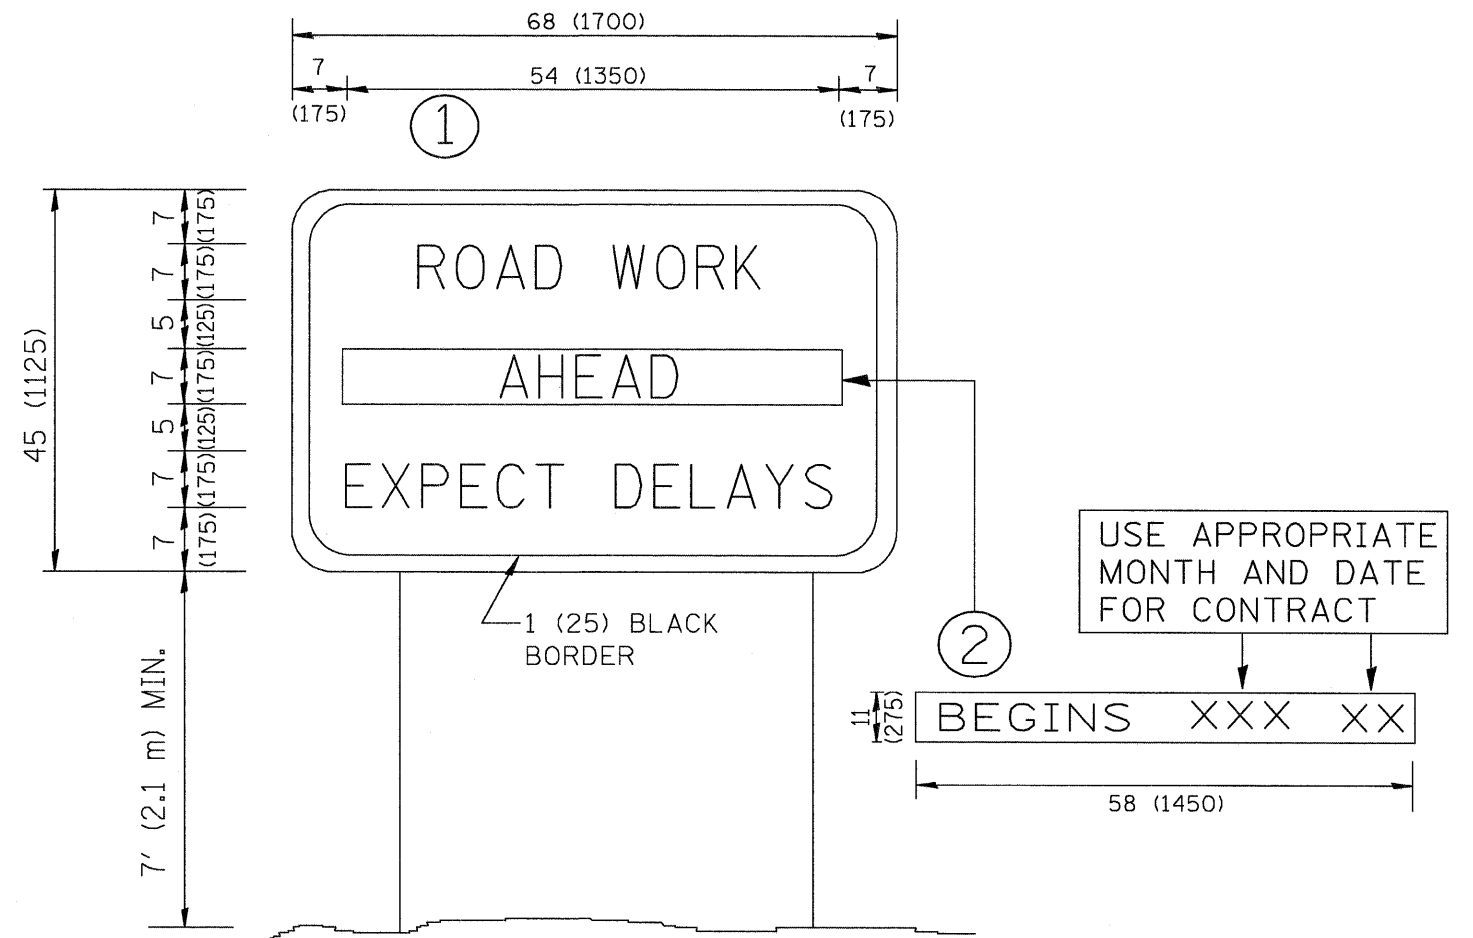 68 (1700)
7
54 (1350)
7
(175)
(175)
1
45 (1125)
7
(175)
7
(175)
5
(125)
7
(175)
5
(125)
7
(175)
7
(175)
ROAD WORK
AHEAD
EXPECT DELAYS
1 (25) BLACK
BORDER
7' (2.1 m) MIN.
2
USE APPROPRIATE
MONTH AND DATE
FOR CONTRACT
11
(275)
BEGINS XXX XX
58 (1450)